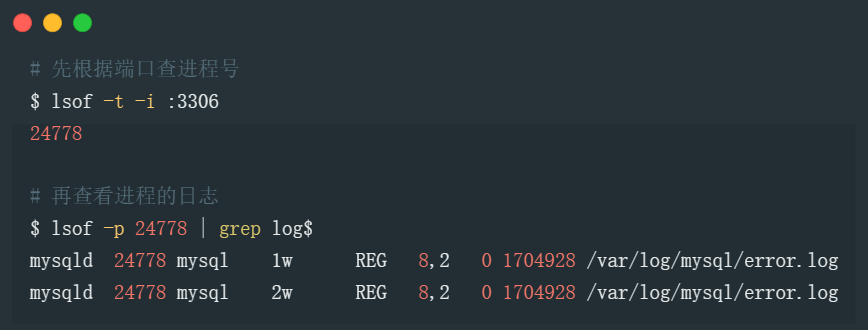 # 先根据端口查进程号
$ lsof -t -i :3306
24778
# 再查看进程的日志
$ lsof -p 24778 | grep log$
mysqld  24778 mysql    1w      REG   8,2   0 1704928 /var/log/mysql/error.log
mysqld  24778 mysql    2w      REG   8,2   0 1704928 /var/log/mysql/error.log